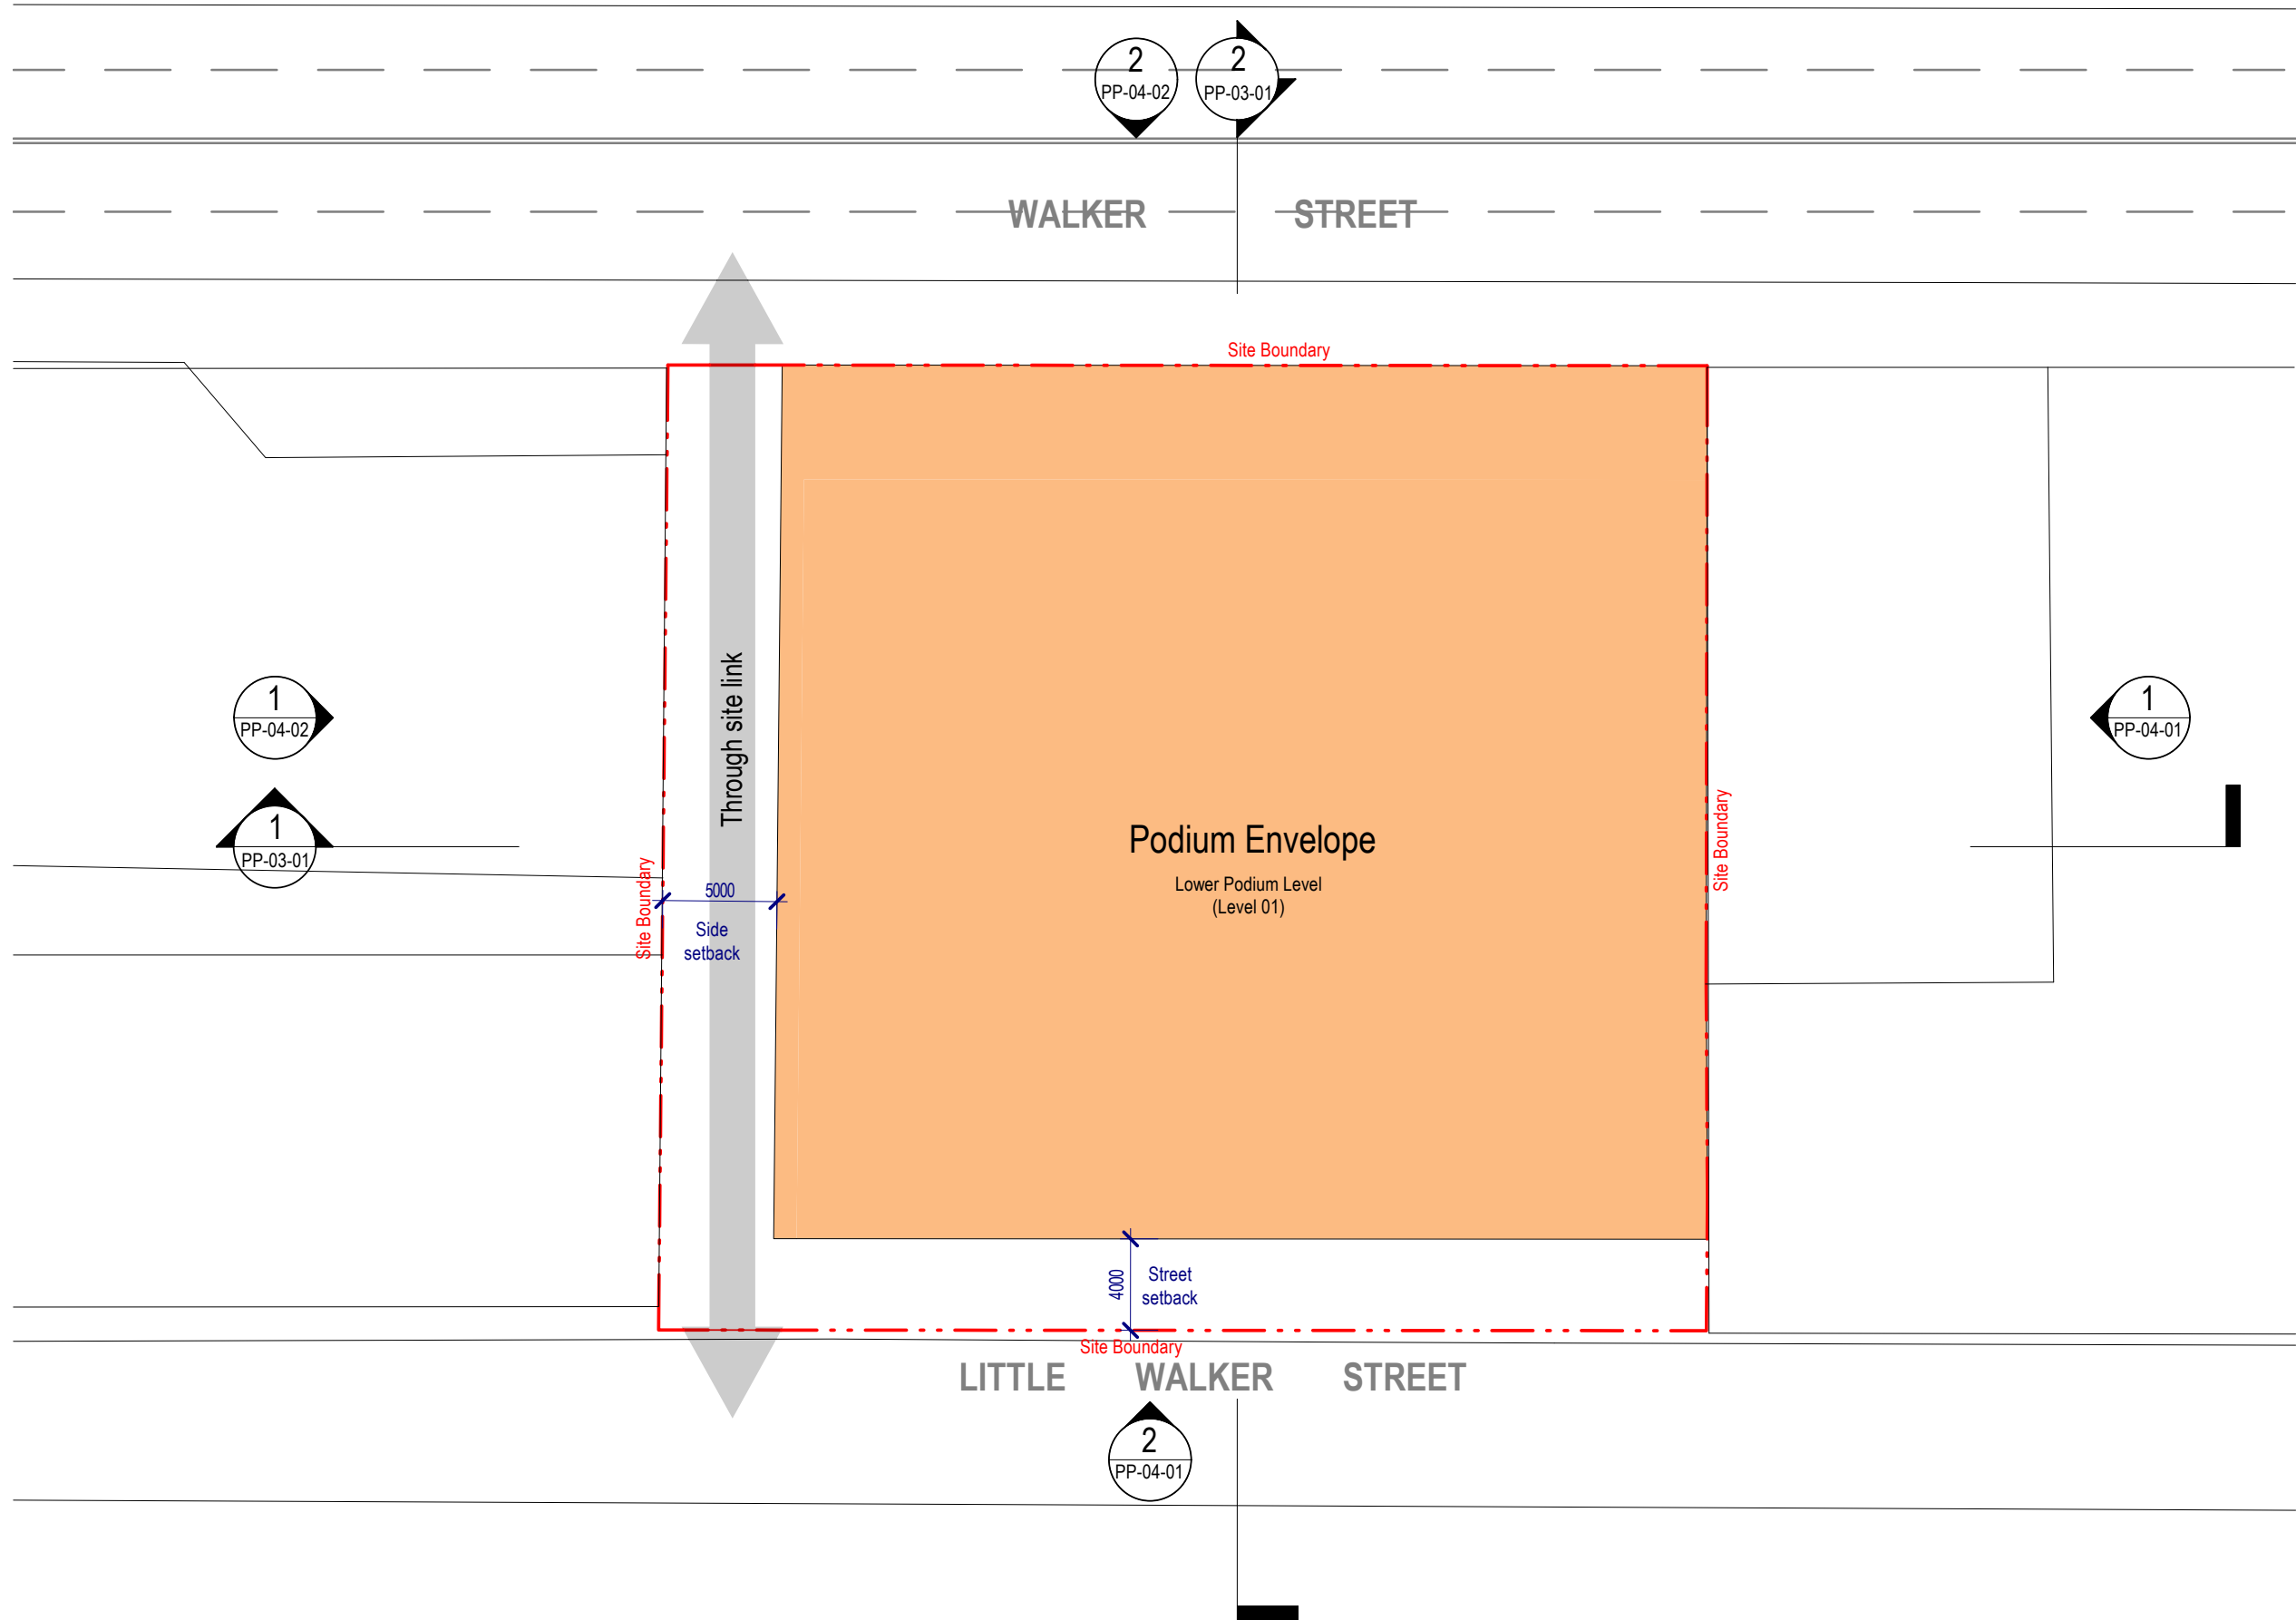 2
PP-04-02
2
PP-03-01
WALKER STREET
Site Boundary
Through site link
1
PP-04-02
1
PP-04-01
1
PP-03-01
Site Boundary
Site Boundary
Podium Envelope
Lower Podium Level
(Level 01)
5000
Side
setback
4000
Street
setback
Site Boundary
LITTLE WALKER STREET
2
PP-04-01